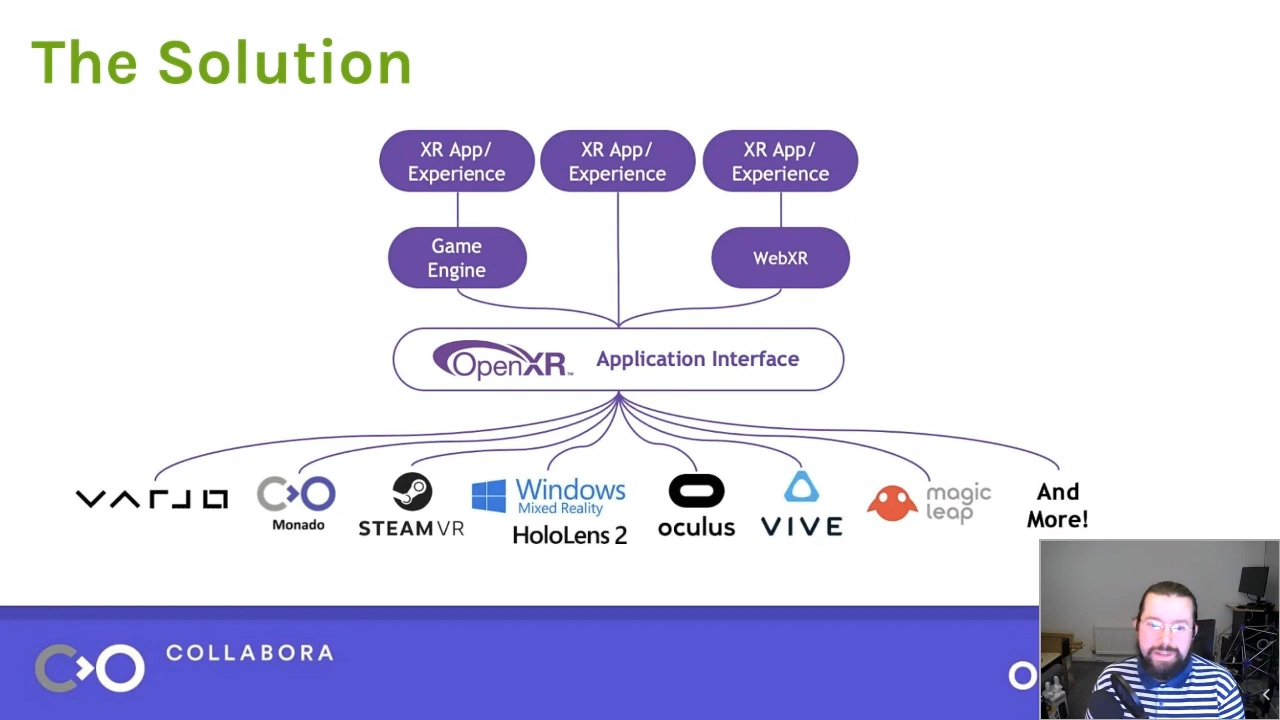 The Solution
XR App/
Experience
XR App/
Experience
XR App/
Experience
Game
Engine
WebXR
OpenXR™ Application Interface
VARJO
Monado
STEAMVR
Windows
Mixed Reality
HoloLens 2
oculus
VIVE
magic
leap
And
More!
COLLABORA
O